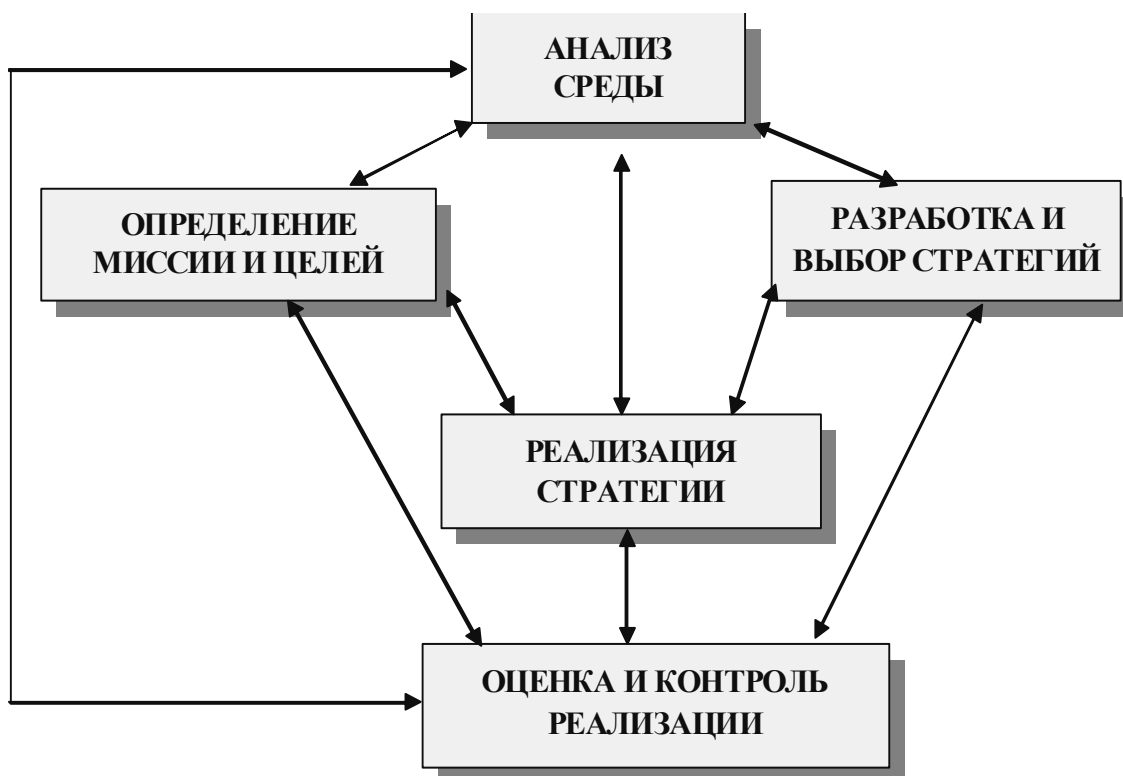 АНАЛИЗ
СРЕДЫ
ОПРЕДЕЛЕНИЕ
МИССИИ И ЦЕЛЕЙ
РАЗРАБОТКА И
ВЫБОР СТРАТЕГИЙ
РЕАЛИЗАЦИЯ
СТРАТЕГИИ
ОЦЕНКА И КОНТРОЛЬ
РЕАЛИЗАЦИИ